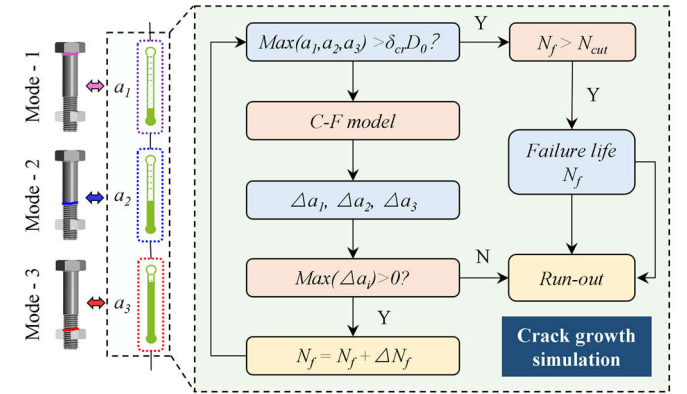 Mode - 1
a1
Mode - 2
a2
Mode - 3
a3
Max(a1,a2,a3) >δcrD0?
Y
Nf > Ncut
Y
C-F model
Failure life
Nf
Δa1, Δa2, Δa3
Max(Δai)>0?
N
Run-out
Y
Nf = Nf + ΔNf
Crack growth
simulation